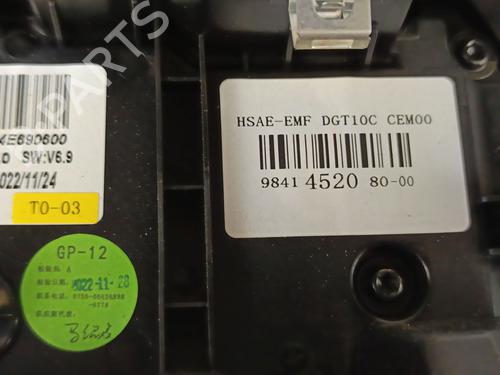 HSAE-EMF DGT10C CEM00
9841 4520 80-00
4E690600
SW:V6.9
022/11/24
T0-03
GP-12
A
2022-11-28
PARTS